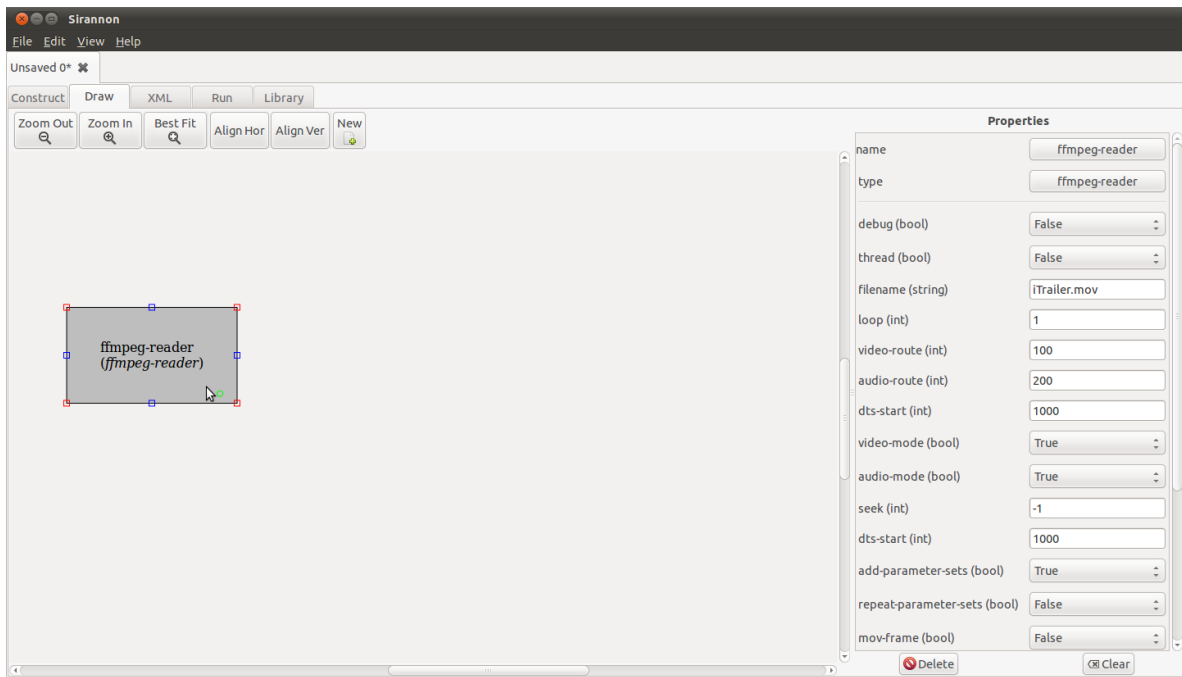 Sirannon
File Edit View Help
Unsaved 0*
Construct Draw XML Run Library
Zoom Out Zoom In Best Fit Align Hor Align Ver New
Properties
name ffmpeg-reader
type ffmpeg-reader
debug (bool) False
thread (bool) False
filename (string) iTrailer.mov
loop (int) 1
video-route (int) 100
audio-route (int) 200
dts-start (int) 1000
video-mode (bool) True
audio-mode (bool) True
seek (int) -1
dts-start (int) 1000
add-parameter-sets (bool) True
repeat-parameter-sets (bool) False
mov-frame (bool) False
Delete Clear
ffmpeg-reader
(ffmpeg-reader)